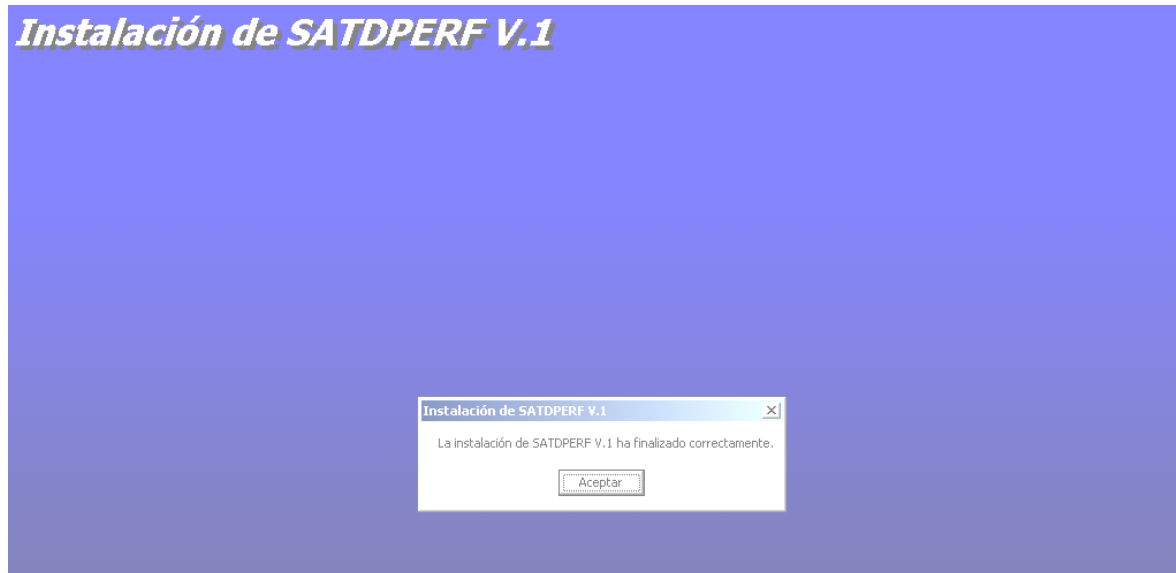 Instalación de SATDPERF V.1
Instalación de SATDPERF V.1
La instalación de SATDPERF V.1 ha finalizado correctamente.
Aceptar